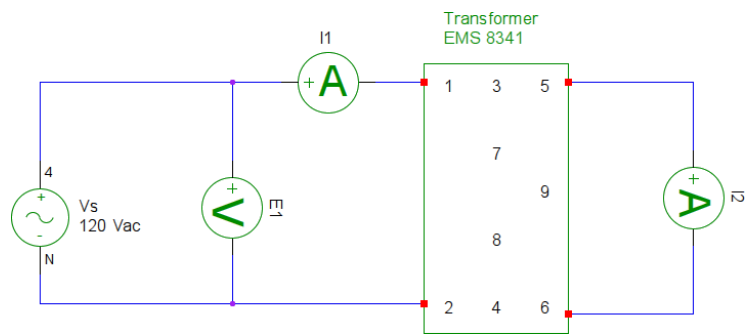 Transformer
EMS 8341
I1
+
A
1 3 5
4
+
Vs
120 Vac
-
N
+
V
E1
7
9
8
+
A
I2
2 4 6